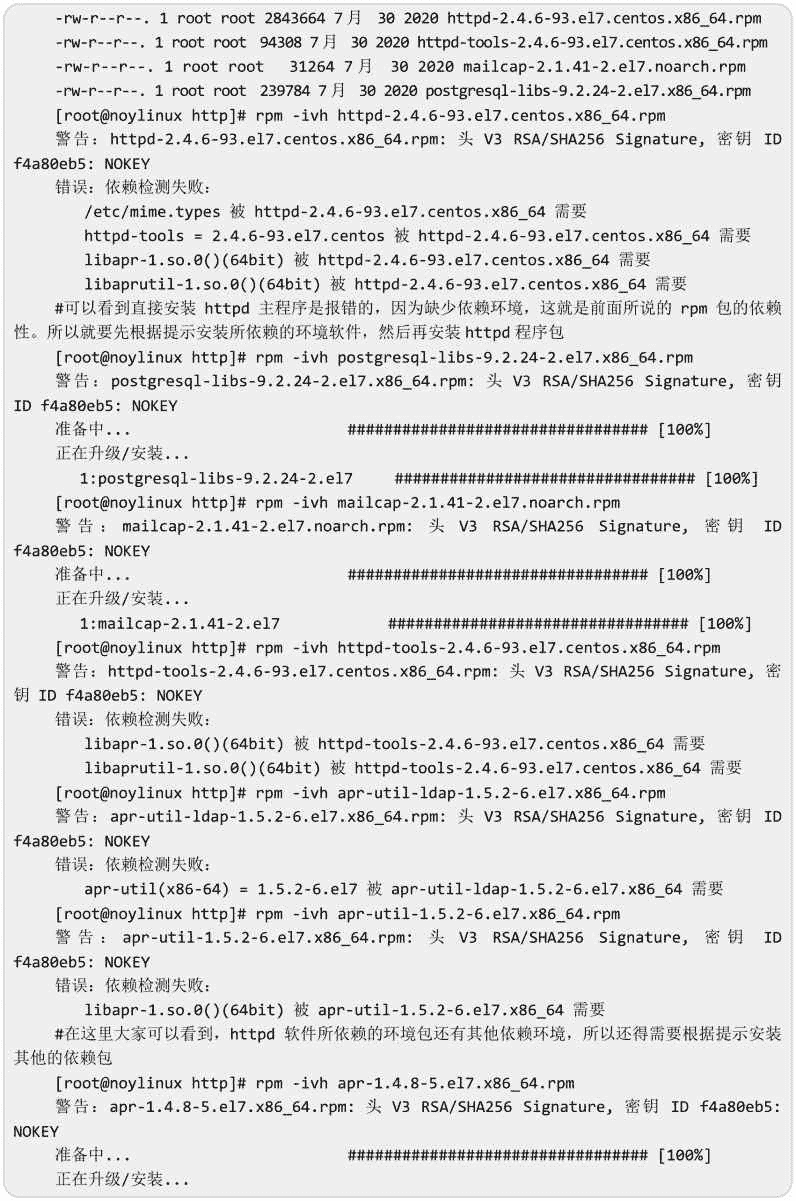 -rw-r--r--. 1 root root 2843664 7月 30 2020 httpd-2.4.6-93.el7.centos.x86_64.rpm
-rw-r--r--. 1 root root 94308 7月 30 2020 httpd-tools-2.4.6-93.el7.centos.x86_64.rpm
-rw-r--r--. 1 root root 31264 7月 30 2020 mailcap-2.1.41-2.el7.noarch.rpm
-rw-r--r--. 1 root root 239784 7月 30 2020 postgresql-libs-9.2.24-2.el7.x86_64.rpm
[root@noylinux http]# rpm -ivh httpd-2.4.6-93.el7.centos.x86_64.rpm
警告：httpd-2.4.6-93.el7.centos.x86_64.rpm: 头 V3 RSA/SHA256 Signature, 密钥 ID
f4a80eb5: NOKEY
错误：依赖检测失败：
/etc/mime.types 被 httpd-2.4.6-93.el7.centos.x86_64 需要
httpd-tools = 2.4.6-93.el7.centos 被 httpd-2.4.6-93.el7.centos.x86_64 需要
libapr-1.so.0()(64bit) 被 httpd-2.4.6-93.el7.centos.x86_64 需要
libaprutil-1.so.0()(64bit) 被 httpd-2.4.6-93.el7.centos.x86_64 需要
#可以看到直接安装 httpd 主程序是报错的，因为缺少依赖环境，这就是前面所说的 rpm 包的依赖
性。所以就要先根据提示安装所依赖的环境软件，然后再安装 httpd 程序包
[root@noylinux http]# rpm -ivh postgresql-libs-9.2.24-2.el7.x86_64.rpm
警告：postgresql-libs-9.2.24-2.el7.x86_64.rpm: 头 V3 RSA/SHA256 Signature, 密钥
ID f4a80eb5: NOKEY
准备中... ################################# [100%]
正在升级/安装...
1:postgresql-libs-9.2.24-2.el7 ################################# [100%]
[root@noylinux http]# rpm -ivh mailcap-2.1.41-2.el7.noarch.rpm
警告：mailcap-2.1.41-2.el7.noarch.rpm: 头 V3 RSA/SHA256 Signature, 密钥 ID
f4a80eb5: NOKEY
准备中... ################################# [100%]
正在升级/安装...
1:mailcap-2.1.41-2.el7 ################################# [100%]
[root@noylinux http]# rpm -ivh httpd-tools-2.4.6-93.el7.centos.x86_64.rpm
警告：httpd-tools-2.4.6-93.el7.centos.x86_64.rpm: 头 V3 RSA/SHA256 Signature, 密
钥 ID f4a80eb5: NOKEY
错误：依赖检测失败：
libapr-1.so.0()(64bit) 被 httpd-tools-2.4.6-93.el7.centos.x86_64 需要
libaprutil-1.so.0()(64bit) 被 httpd-tools-2.4.6-93.el7.centos.x86_64 需要
[root@noylinux http]# rpm -ivh apr-util-ldap-1.5.2-6.el7.x86_64.rpm
警告：apr-util-ldap-1.5.2-6.el7.x86_64.rpm: 头 V3 RSA/SHA256 Signature, 密钥 ID
f4a80eb5: NOKEY
错误：依赖检测失败：
apr-util(x86-64) = 1.5.2-6.el7 被 apr-util-ldap-1.5.2-6.el7.x86_64 需要
[root@noylinux http]# rpm -ivh apr-util-1.5.2-6.el7.x86_64.rpm
警告：apr-util-1.5.2-6.el7.x86_64.rpm: 头 V3 RSA/SHA256 Signature, 密钥 ID
f4a80eb5: NOKEY
错误：依赖检测失败：
libapr-1.so.0()(64bit) 被 apr-util-1.5.2-6.el7.x86_64 需要
#在这里大家可以看到，httpd 软件所依赖的环境包还有其他依赖环境，所以还得需要根据提示安装
其他的依赖包
[root@noylinux http]# rpm -ivh apr-1.4.8-5.el7.x86_64.rpm
警告：apr-1.4.8-5.el7.x86_64.rpm: 头 V3 RSA/SHA256 Signature, 密钥 ID f4a80eb5:
NOKEY
准备中... ################################# [100%]
正在升级/安装...